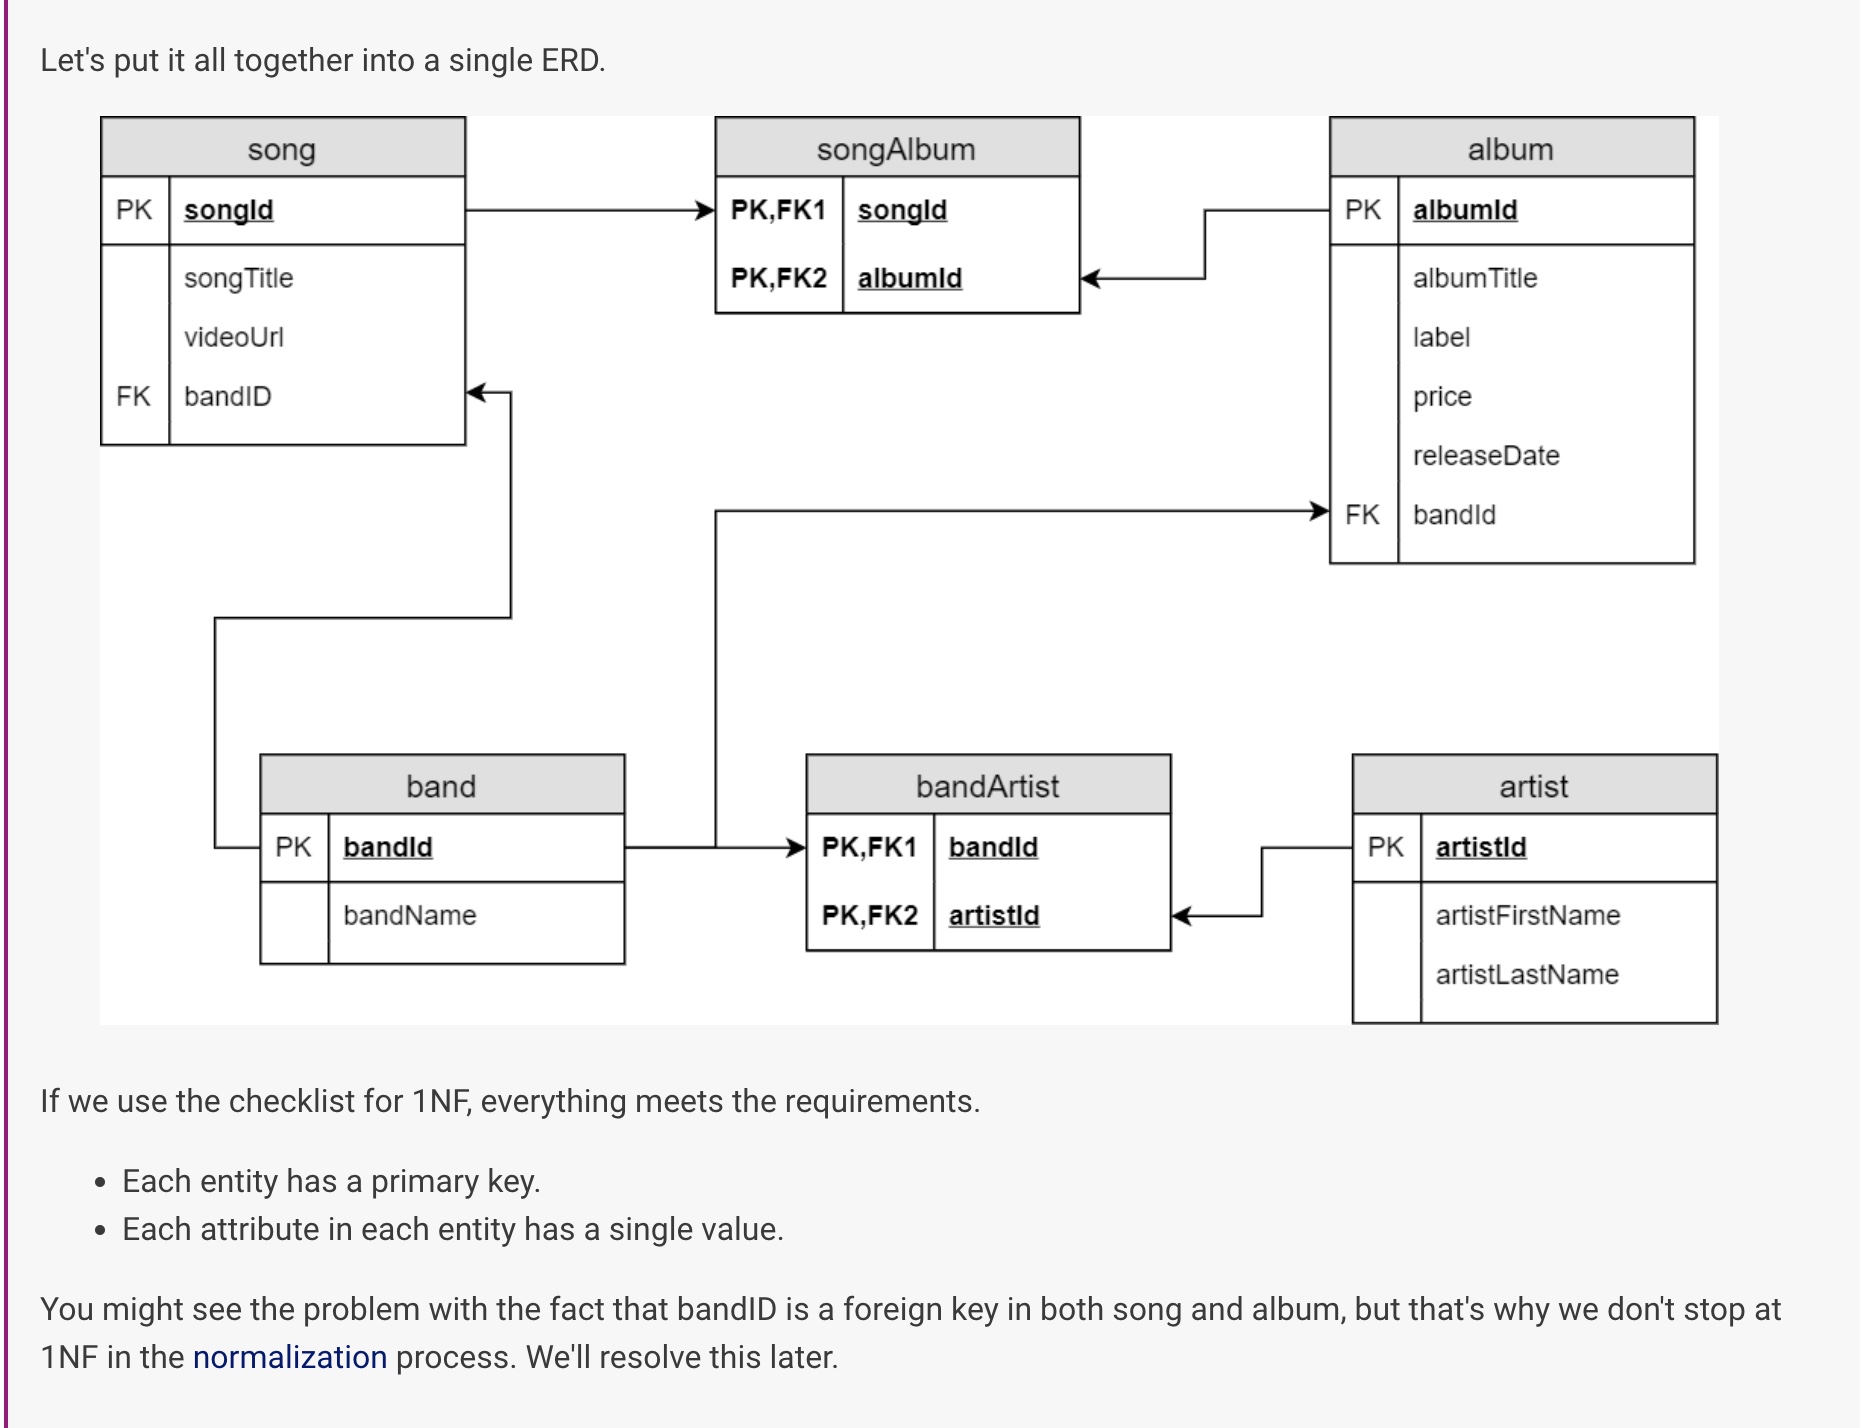 Let's put it all together into a single ERD.
song
PK songId
songTitle
videoUrl
FK bandID
songAlbum
PK,FK1 songId
PK,FK2 albumId
album
PK albumId
albumTitle
label
price
releaseDate
FK bandId
band
PK bandId
bandName
bandArtist
PK,FK1 bandId
PK,FK2 artistId
artist
PK artistId
artistFirstName
artistLastName
If we use the checklist for 1NF, everything meets the requirements.
• Each entity has a primary key.
• Each attribute in each entity has a single value.
You might see the problem with the fact that bandID is a foreign key in both song and album, but that's why we don't stop at
1NF in the normalization process. We'll resolve this later.